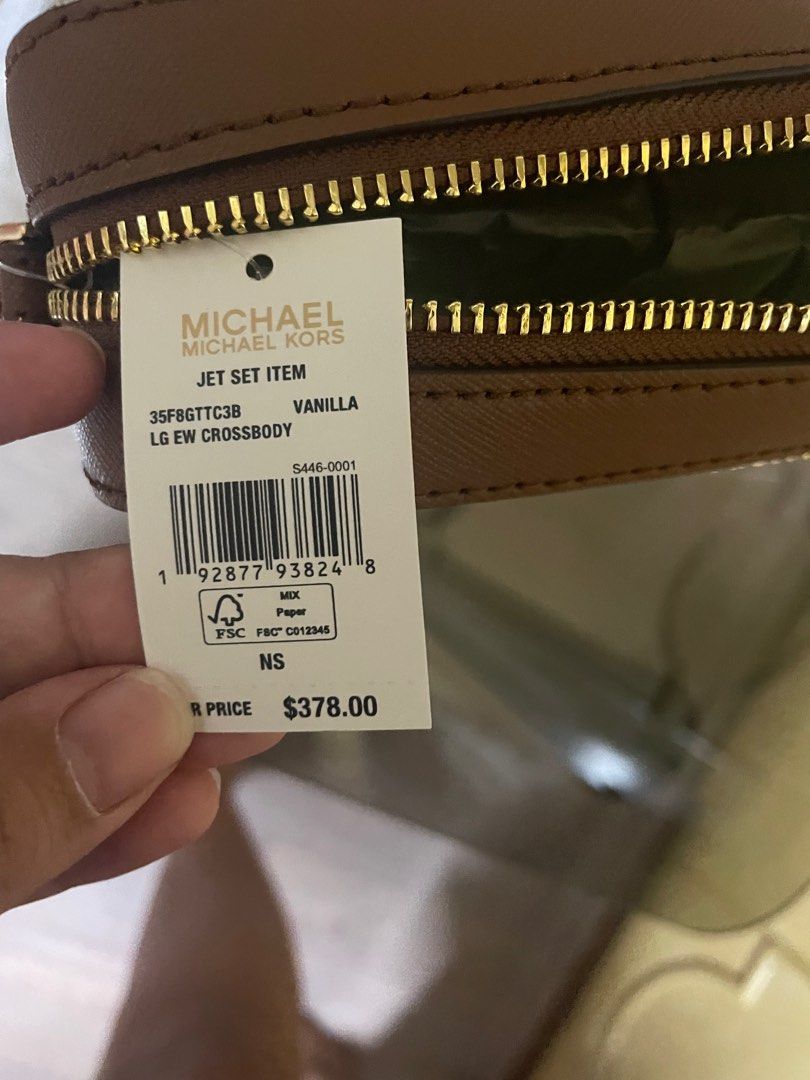 MICHAEL
MICHAEL KORS
JET SET ITEM
35F8GTTC3B VANILLA
LG EW CROSSBODY
S446-0001
1 92877 93824 8
MIX
Paper
FSC FSC™ C012345
NS
R PRICE $378.00